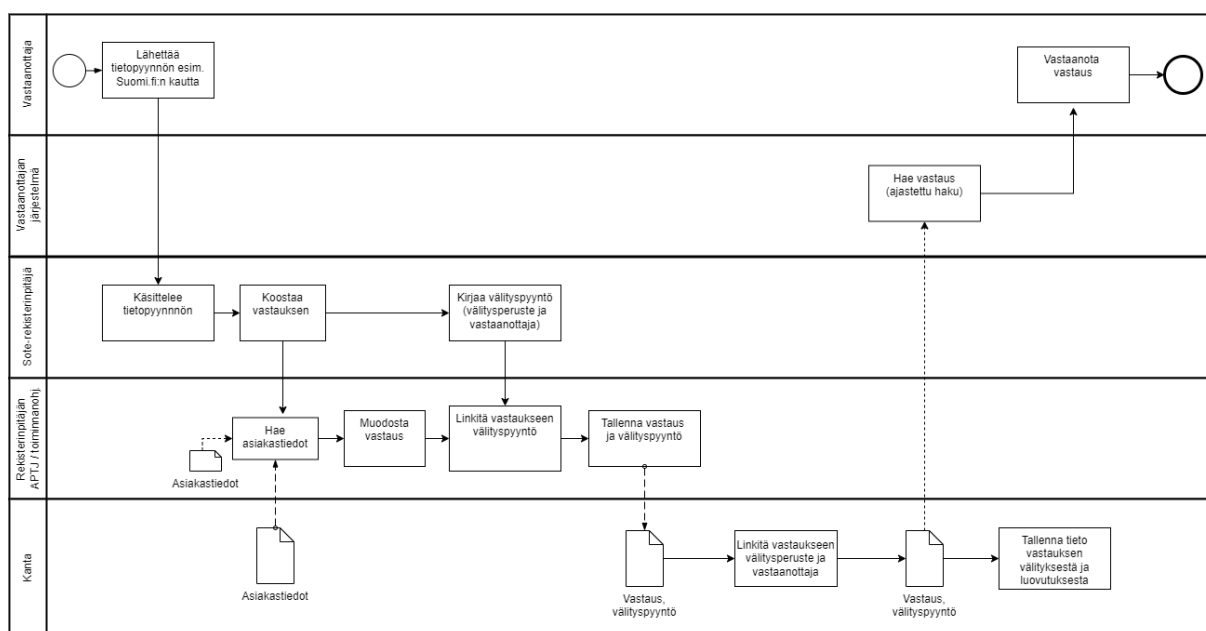 Vastaanottaja
Lähettää
tietopyynnön esim.
Suomi.fi:n kautta
Vastaanota
vastaus
Vastaanottajan
järjestelmä
Hae vastaus
(ajastettu haku)
Sote-rekisterinpitäjä
Käsittelee
tietopyynnnön
Koostaa
vastauksen
Kirjaa välityspyyntö
(välitysperuste ja
vastaanottaja)
Rekisterinpitäjän
APTJ / toiminnanohj.
Hae
asiakastiedot
Muodosta
vastaus
Linkitä vastaukseen
välityspyyntö
Tallenna vastaus
ja välityspyyntö
Asiakastiedot
Kanta
Asiakastiedot
Vastaus,
välityspyyntö
Linkitä vastaukseen
välitysperuste ja
vastaanottaja
Vastaus,
välityspyyntö
Tallenna tieto
vastauksen
välityksestä ja
luovutuksesta